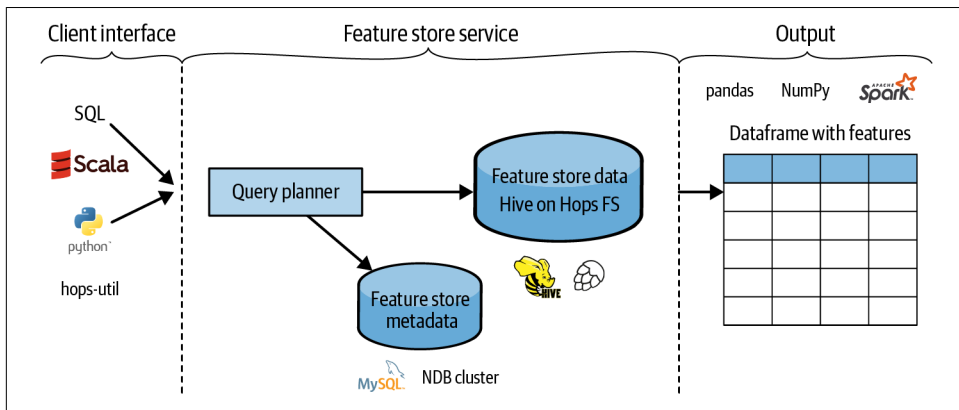 Client interface
Feature store service
Output
SQL
Scala
python
hops-util
Query planner
Feature store data
Hive on Hops FS
HIVE
Feature store
metadata
MySQL
NDB cluster
pandas
NumPy
APACHE
Spark
Dataframe with features